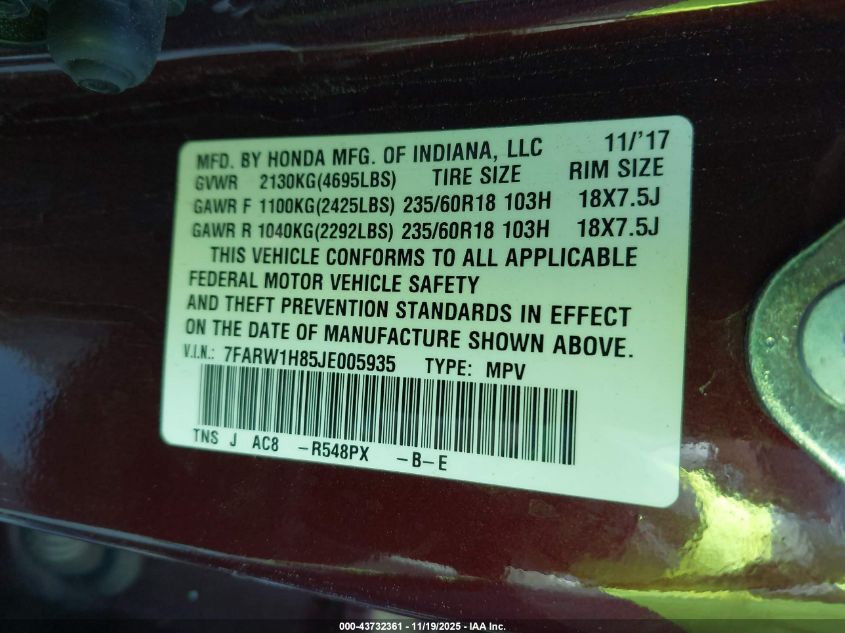 MFD. BY HONDA MFG. OF INDIANA, LLC 11/'17
GVWR 2130KG(4695LBS) TIRE SIZE RIM SIZE
GAWR F 1100KG(2425LBS) 235/60R18 103H 18X7.5J
GAWR R 1040KG(2292LBS) 235/60R18 103H 18X7.5J
THIS VEHICLE CONFORMS TO ALL APPLICABLE
FEDERAL MOTOR VEHICLE SAFETY
AND THEFT PREVENTION STANDARDS IN EFFECT
ON THE DATE OF MANUFACTURE SHOWN ABOVE.
V.I.N.: 7FARW1H85JE005935 TYPE: MPV
TNS J AC8 -R548PX -B-E
000-43732361 - 11/19/2025 - IAA Inc.